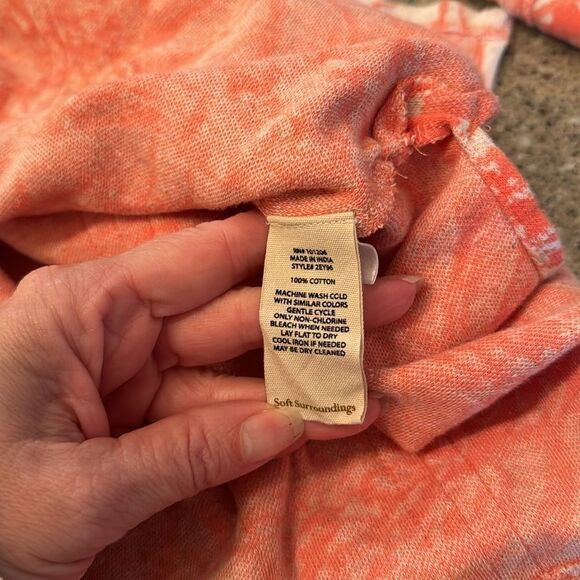 RN# 101206
MADE IN INDIA
STYLE# 2EY96
100% COTTON
MACHINE WASH COLD
WITH SIMILAR COLORS
GENTLE CYCLE
ONLY NON-CHLORINE
BLEACH WHEN NEEDED
LAY FLAT TO DRY
COOL IRON IF NEEDED
MAY BE DRY CLEANED
Soft Surroundings